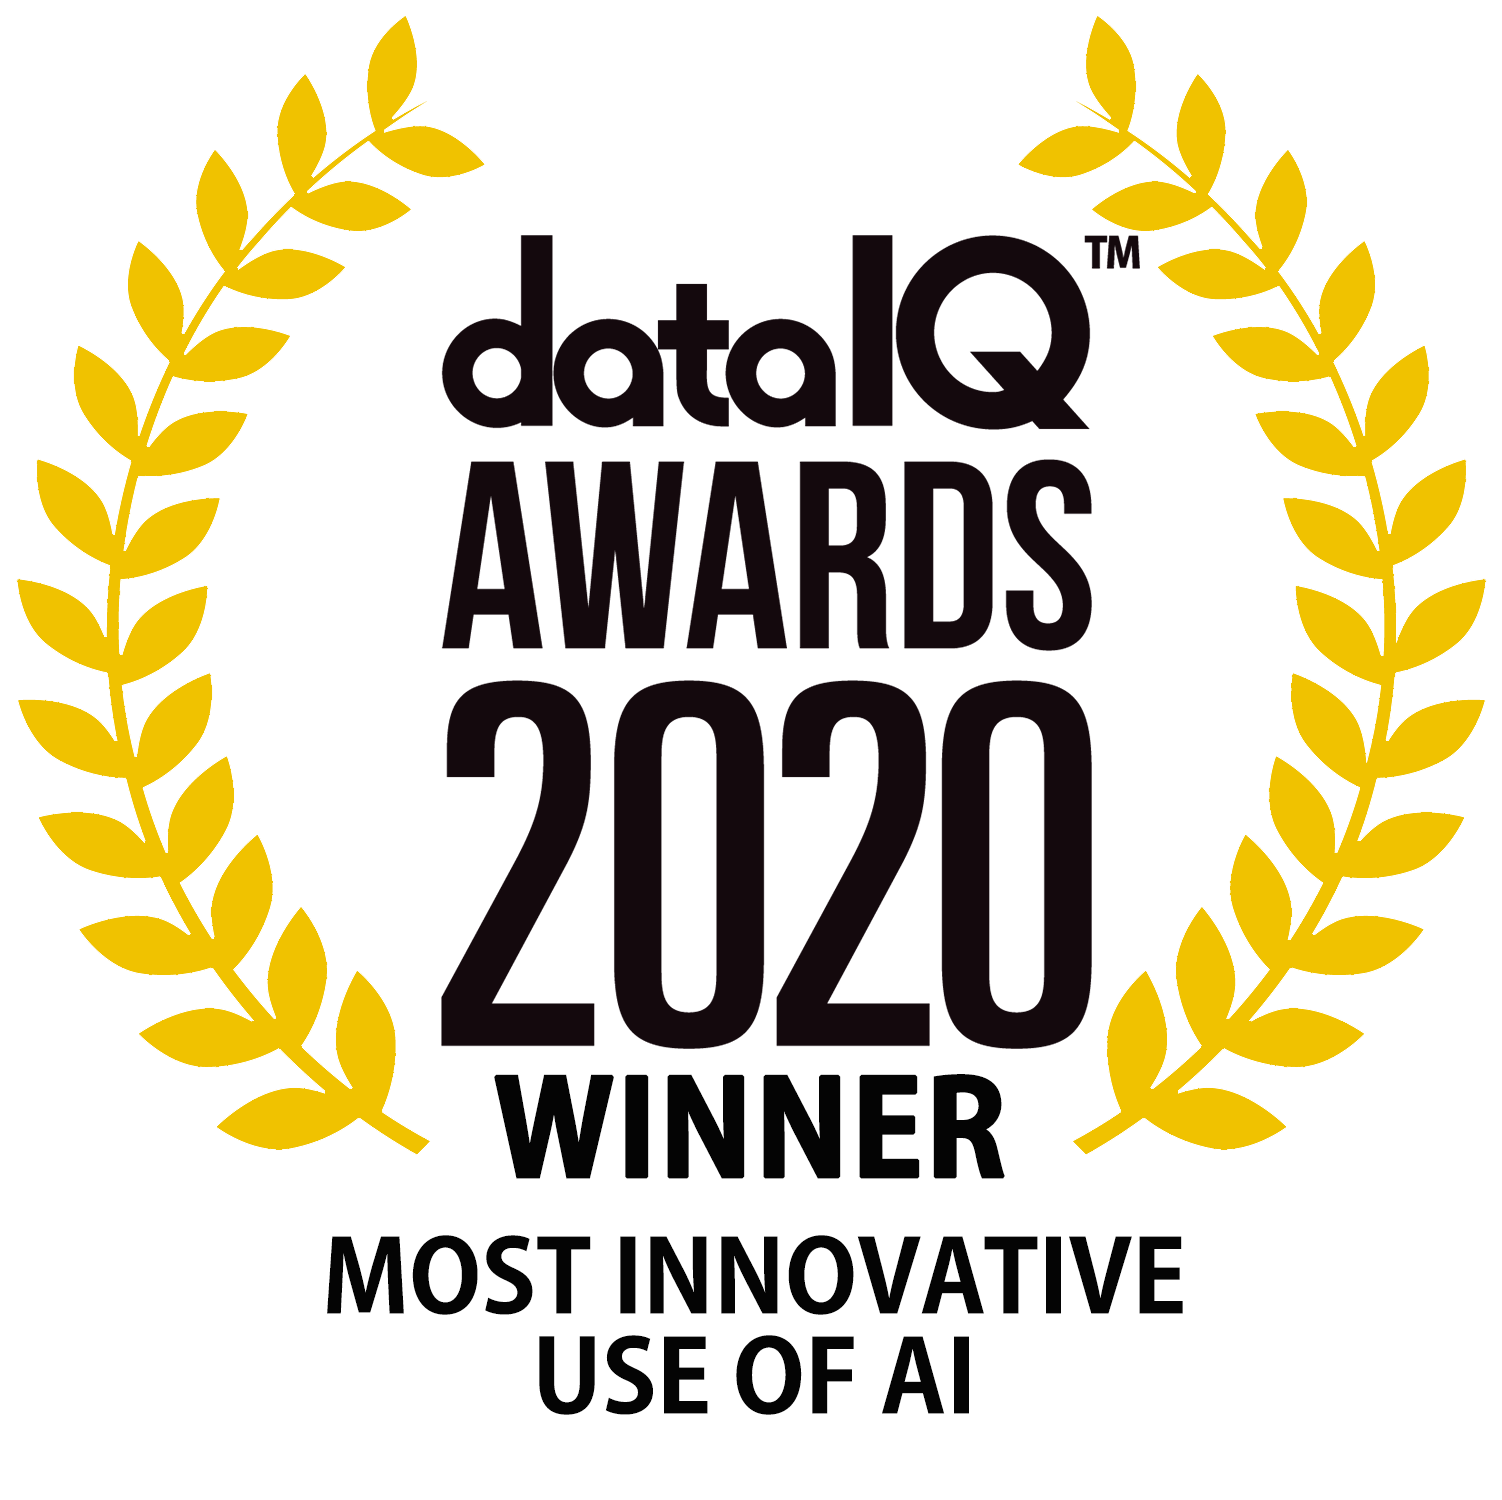 dataIQ™
AWARDS
2020
WINNER
MOST INNOVATIVE
USE OF AI